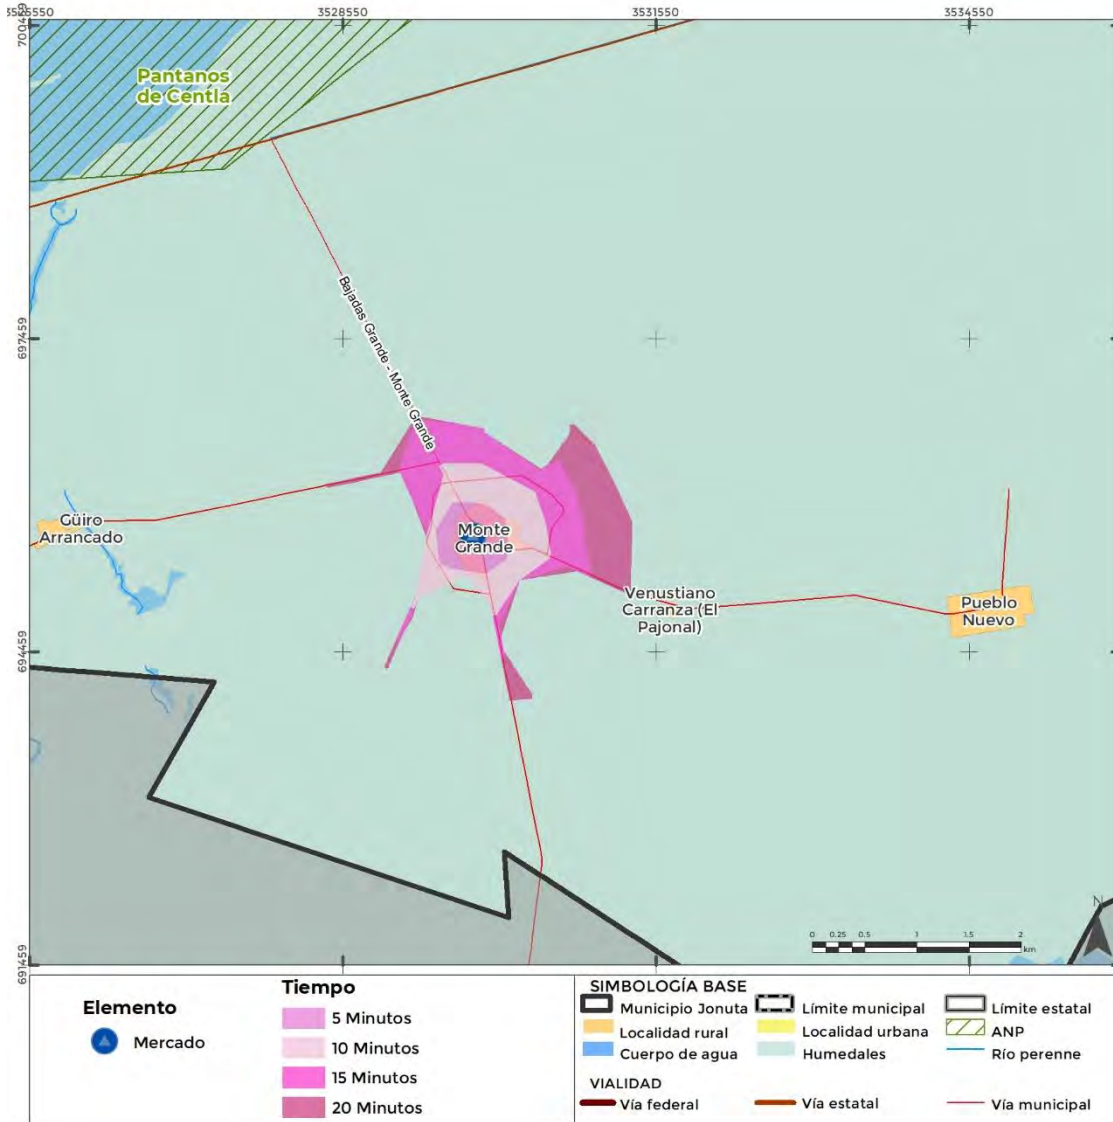 3525550
3528550
3531550
3534550
700459
Pantanos
de Centla
697459
Bajadas Grande - Monte Grande
Güiro
Arrancado
Monte
Grande
Venustiano
Carranza (El
Pajonal)
Pueblo
Nuevo
694459
691459
N
0 0.25 0.5 1 1.5 2
km
Elemento
Mercado
Tiempo
5 Minutos
10 Minutos
15 Minutos
20 Minutos
SIMBOLOGÍA BASE
Municipio Jonuta
Límite municipal
Límite estatal
Localidad rural
Localidad urbana
ANP
Cuerpo de agua
Humedales
Río perenne
VIALIDAD
Vía federal
Vía estatal
Vía municipal